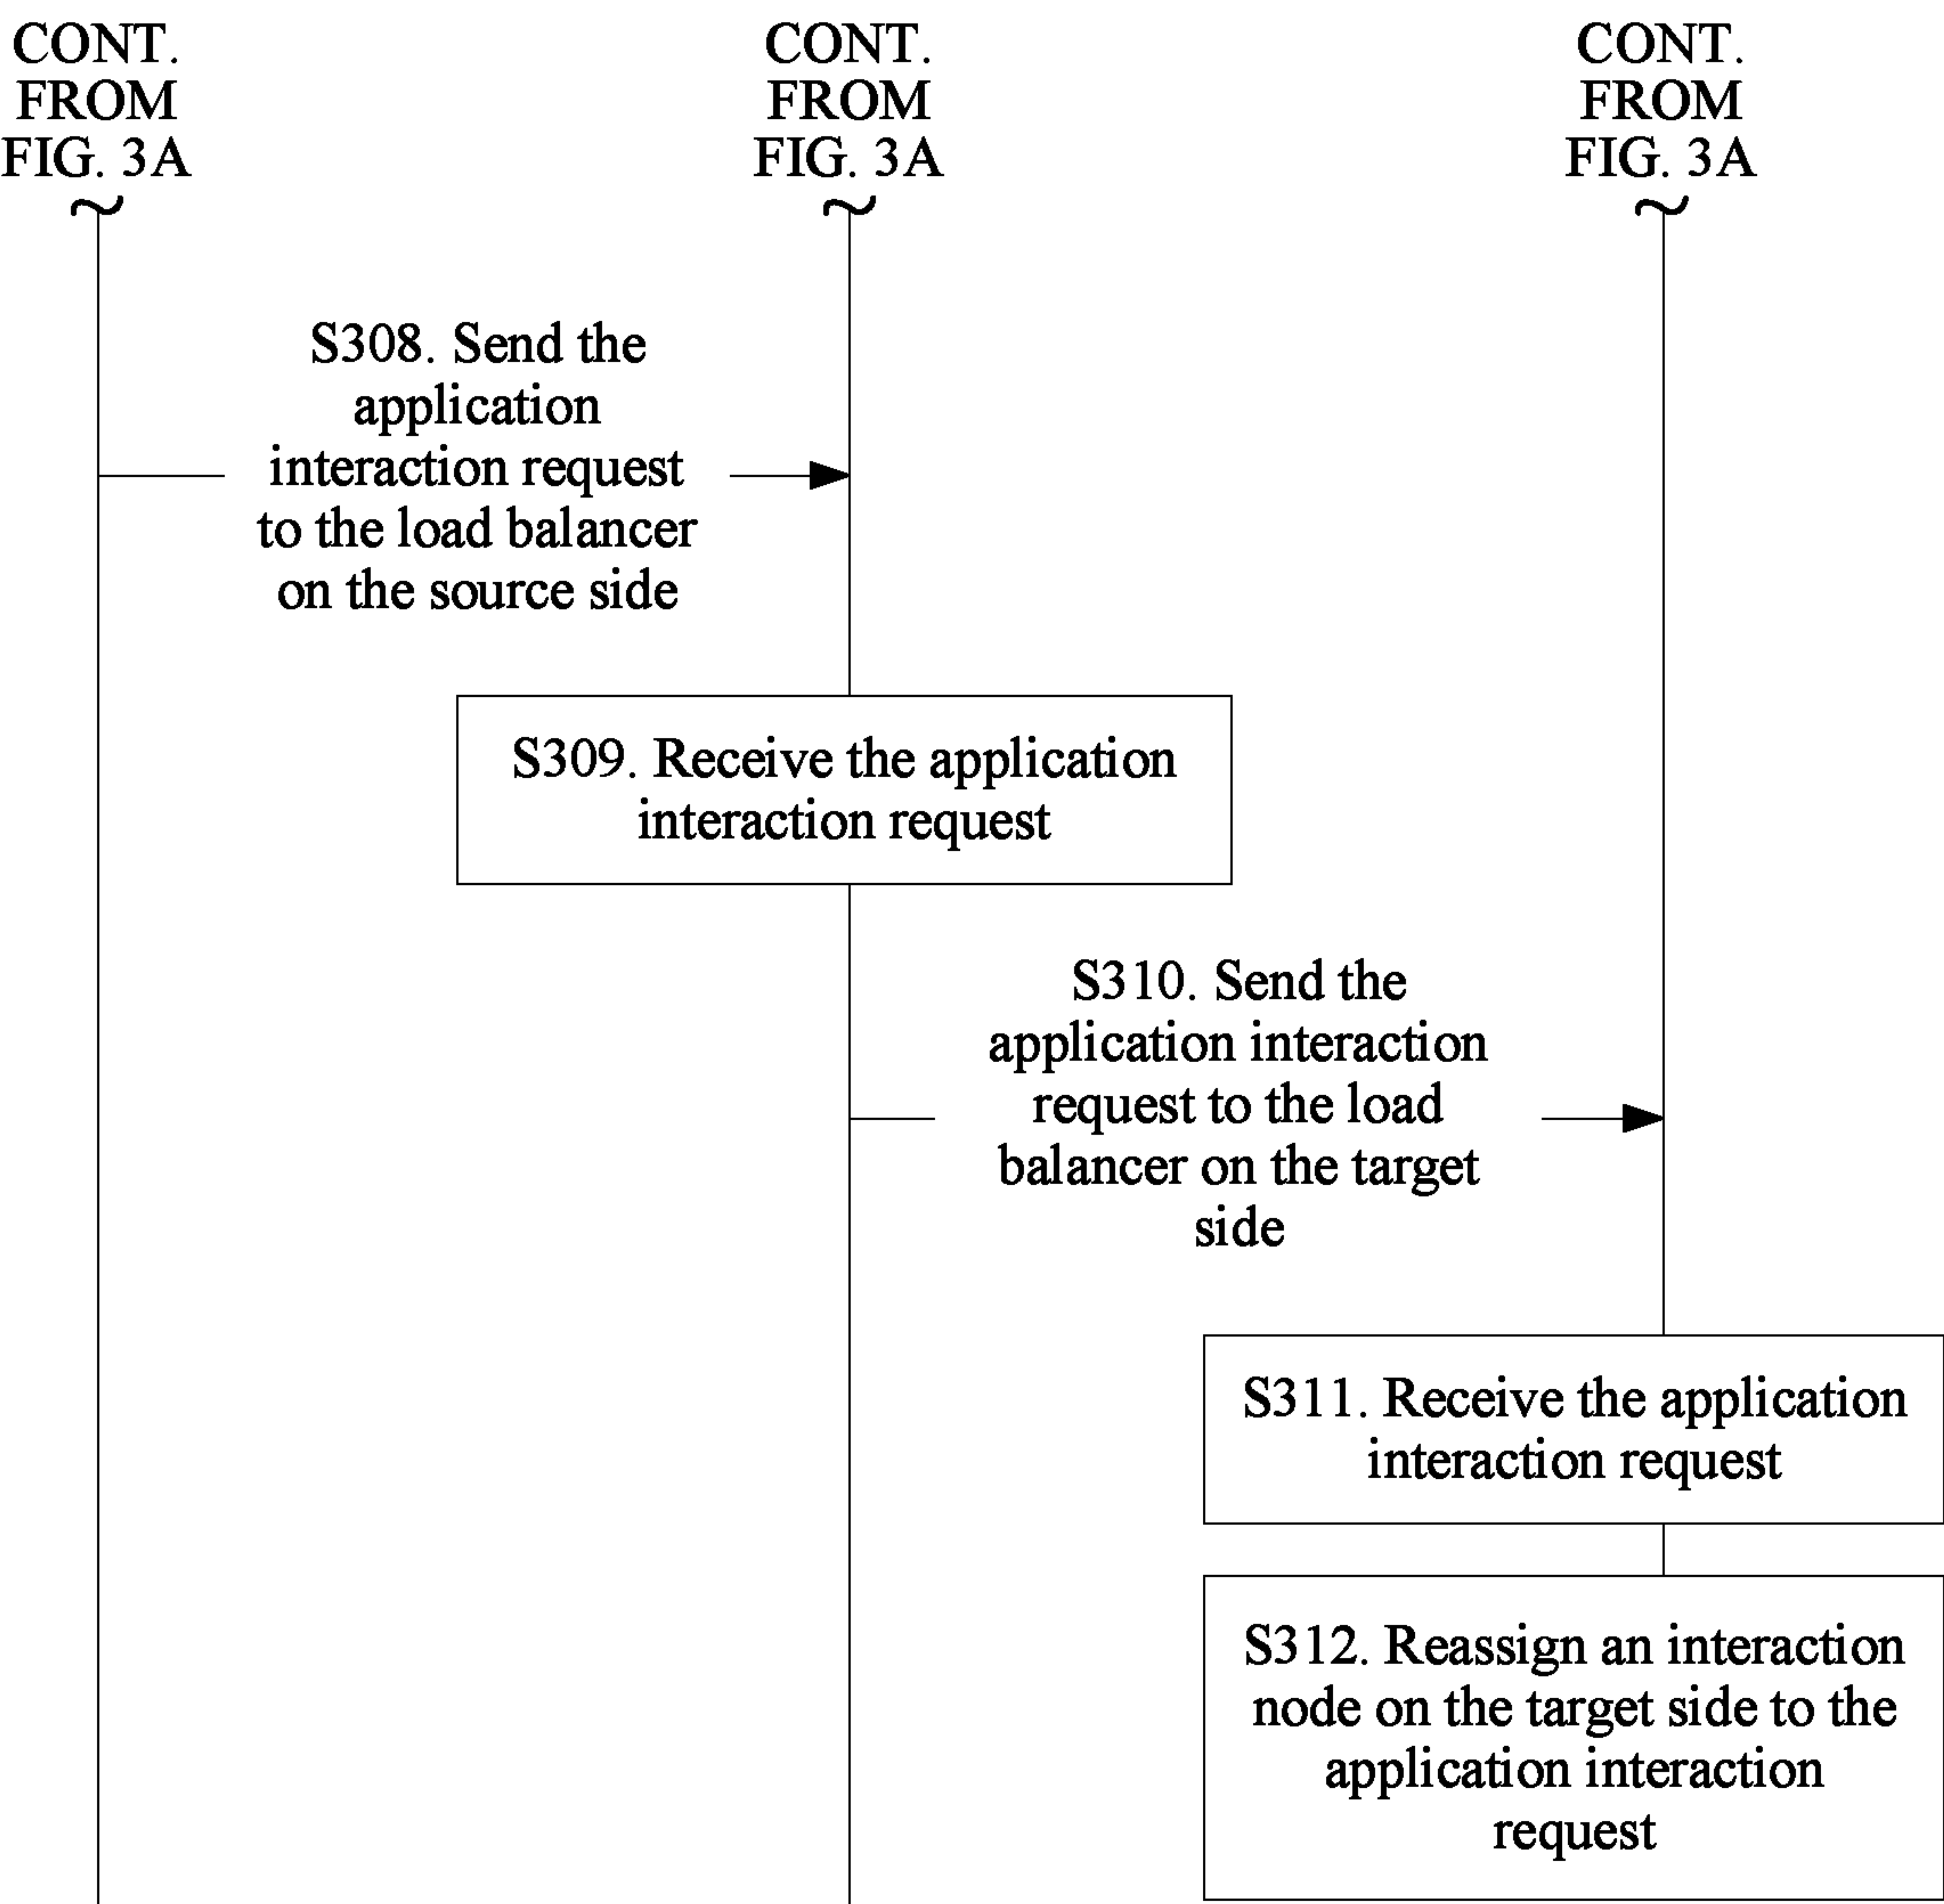 CONT.
FROM
FIG. 3A
CONT.
FROM
FIG. 3A
CONT.
FROM
FIG. 3A
S308. Send the
application
interaction request
to the load balancer
on the source side
S309. Receive the application
interaction request
S310. Send the
application interaction
request to the load
balancer on the target
side
S311. Receive the application
interaction request
S312. Reassign an interaction
node on the target side to the
application interaction
request